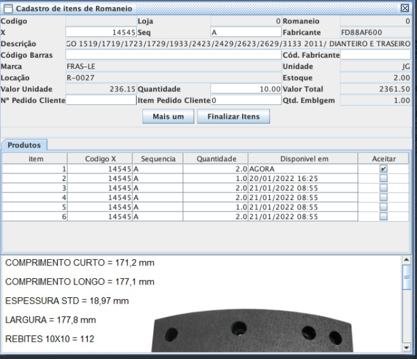 Cadastro de itens de Romaneio
Codigo 0 Loja 0 Romaneio 0
X 14545 Seq A Fabricante FD88AF600
Descrição GO 1519/1719/1723/1729/1933/2423/2429/2623/2629/3133 2011/ DIANTEIRO E TRASEIRO
Código Barras Cód. Fabricante
Marca FRAS-LE Unidade JG
Locação R-0027 Estoque 2.00
Valor Unidade 236.15 Quantidade 10.00 Valor Total 2361.50
Nº Pedido Cliente Item Pedido Cliente 0 Qtd. Emblgem 1.00
Mais um Finalizar Itens
Produtos
item Codigo X Sequencia Quantidade Disponivel em Aceitar
1 14545 A 2.0 AGORA
2 14545 A 1.0 20/01/2022 16:25
3 14545 A 2.0 21/01/2022 08:55
4 14545 A 2.0 21/01/2022 08:55
5 14545 A 1.0 21/01/2022 08:55
6 14545 A 2.0 21/01/2022 08:55
COMPRIMENTO CURTO = 171,2 mm
COMPRIMENTO LONGO = 177,1 mm
ESPESSURA STD = 18,97 mm
LARGURA = 177,8 mm
REBITES 10X10 = 112